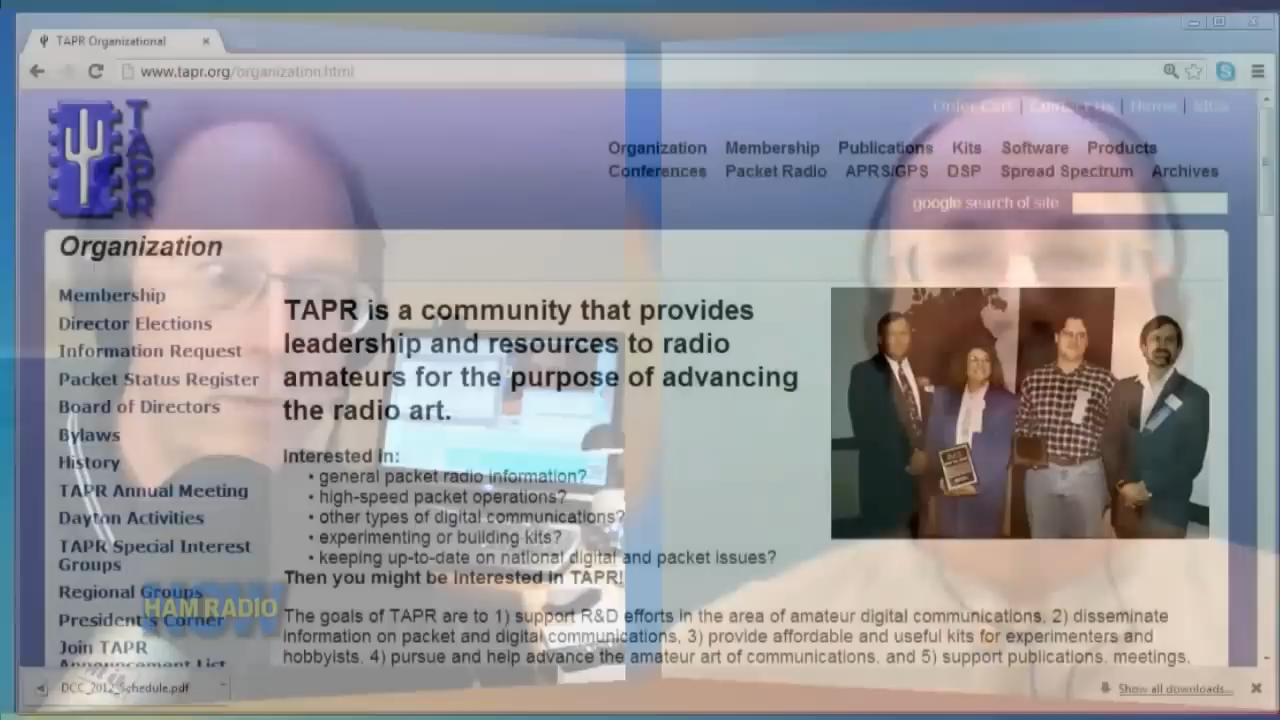 TAPR Organizational
www.tapr.org/organization.html
TAPR
Order Cart | Contact Us | Home |
Organization Membership Publications Kits Software Products
Conferences Packet Radio APRS/GPS DSP Spread Spectrum Archives
google search of site
Organization
Membership
Director Elections
Information Request
Packet Status Register
Board of Directors
Bylaws
History
TAPR Annual Meeting
Dayton Activities
TAPR Special Interest
Groups
Regional Groups
President's Corner
Join TAPR
Announcement List
TAPR is a community that provides
leadership and resources to radio
amateurs for the purpose of advancing
the radio art.
Interested in:
• general packet radio information?
• high-speed packet operations?
• other types of digital communications?
• experimenting or building kits?
• keeping up-to-date on national digital and packet issues?
Then you might be Interested in TAPR!
The goals of TAPR are to 1) support R&D efforts in the area of amateur digital communications, 2) disseminate
information on packet and digital communications, 3) provide affordable and useful kits for experimenters and
hobbyists, 4) pursue and help advance the amateur art of communications, and 5) support publications, meetings,
HAM RADIO
NOW
DCC_2012_Schedule.pdf
Show all downloads...